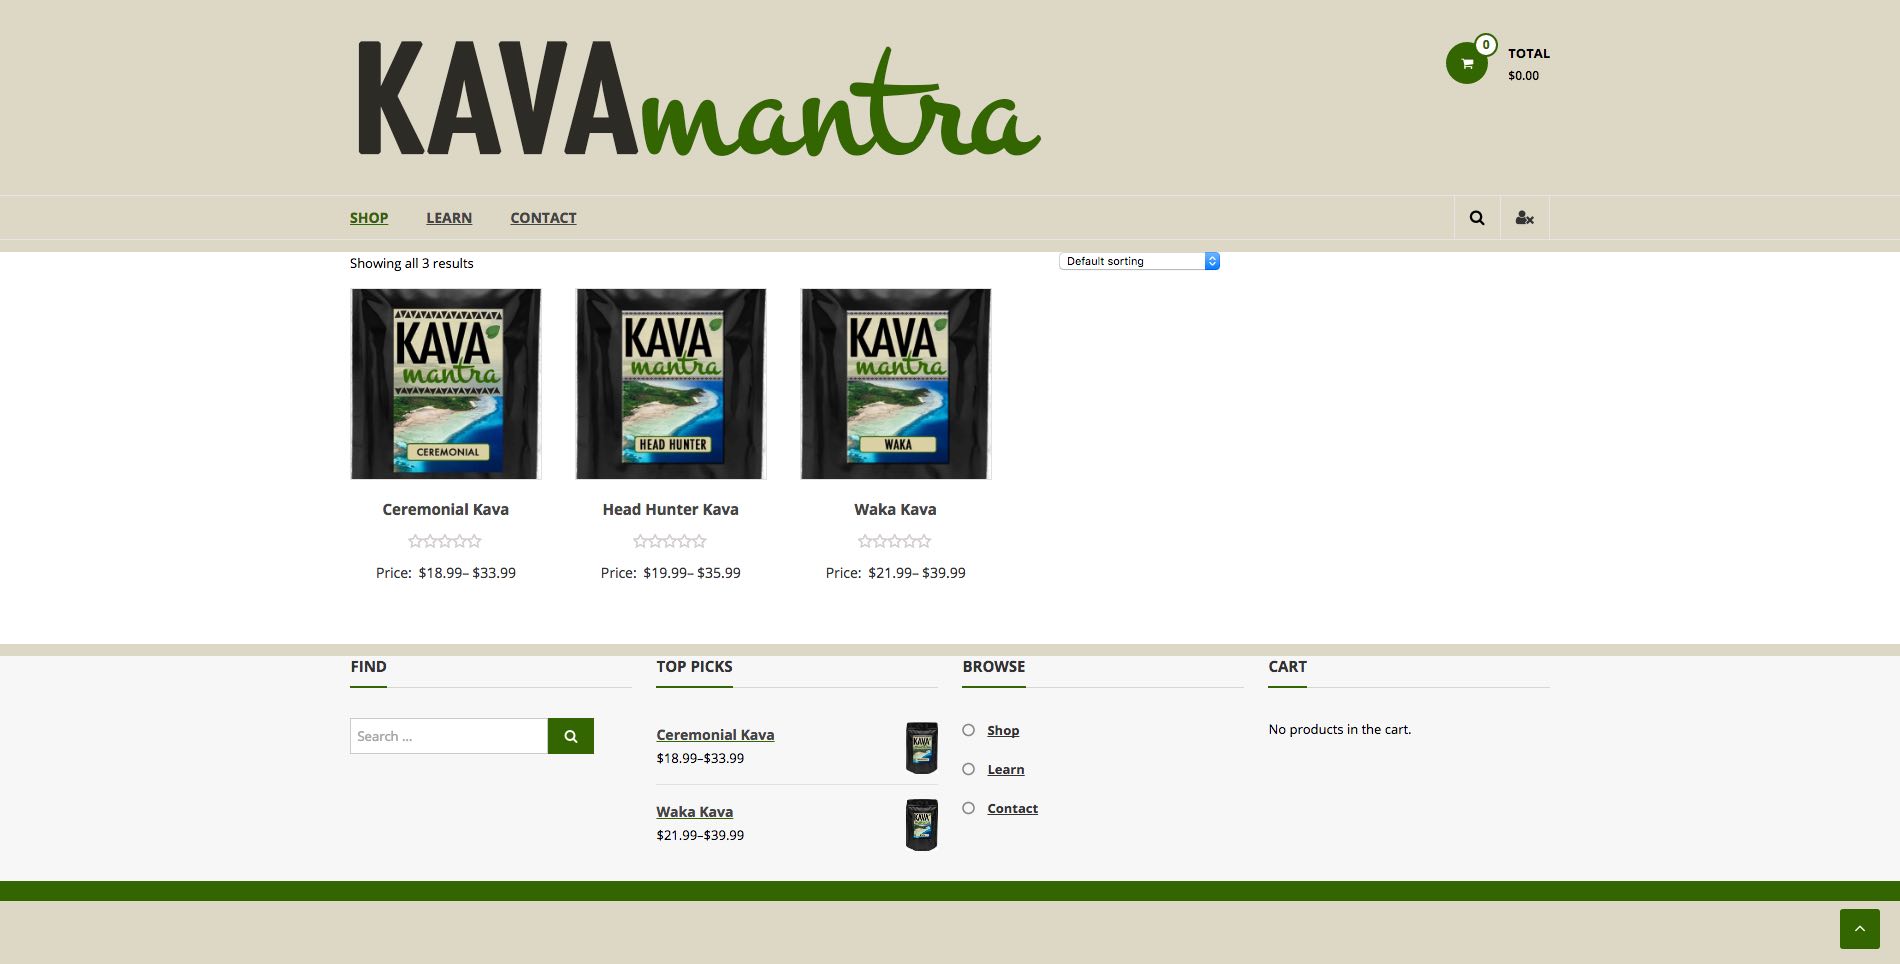 KAVAmantra
0
TOTAL
$0.00
SHOP LEARN CONTACT
Showing all 3 results
Default sorting
KAVA
mantra
CEREMONIAL
KAVA
mantra
HEAD HUNTER
KAVA
mantra
WAKA
Ceremonial Kava
Price: $18.99– $33.99
Head Hunter Kava
Price: $19.99– $35.99
Waka Kava
Price: $21.99– $39.99
FIND
Search ...
TOP PICKS
Ceremonial Kava
$18.99–$33.99
KAVA
Waka Kava
$21.99–$39.99
KAVA
BROWSE
Shop
Learn
Contact
CART
No products in the cart.